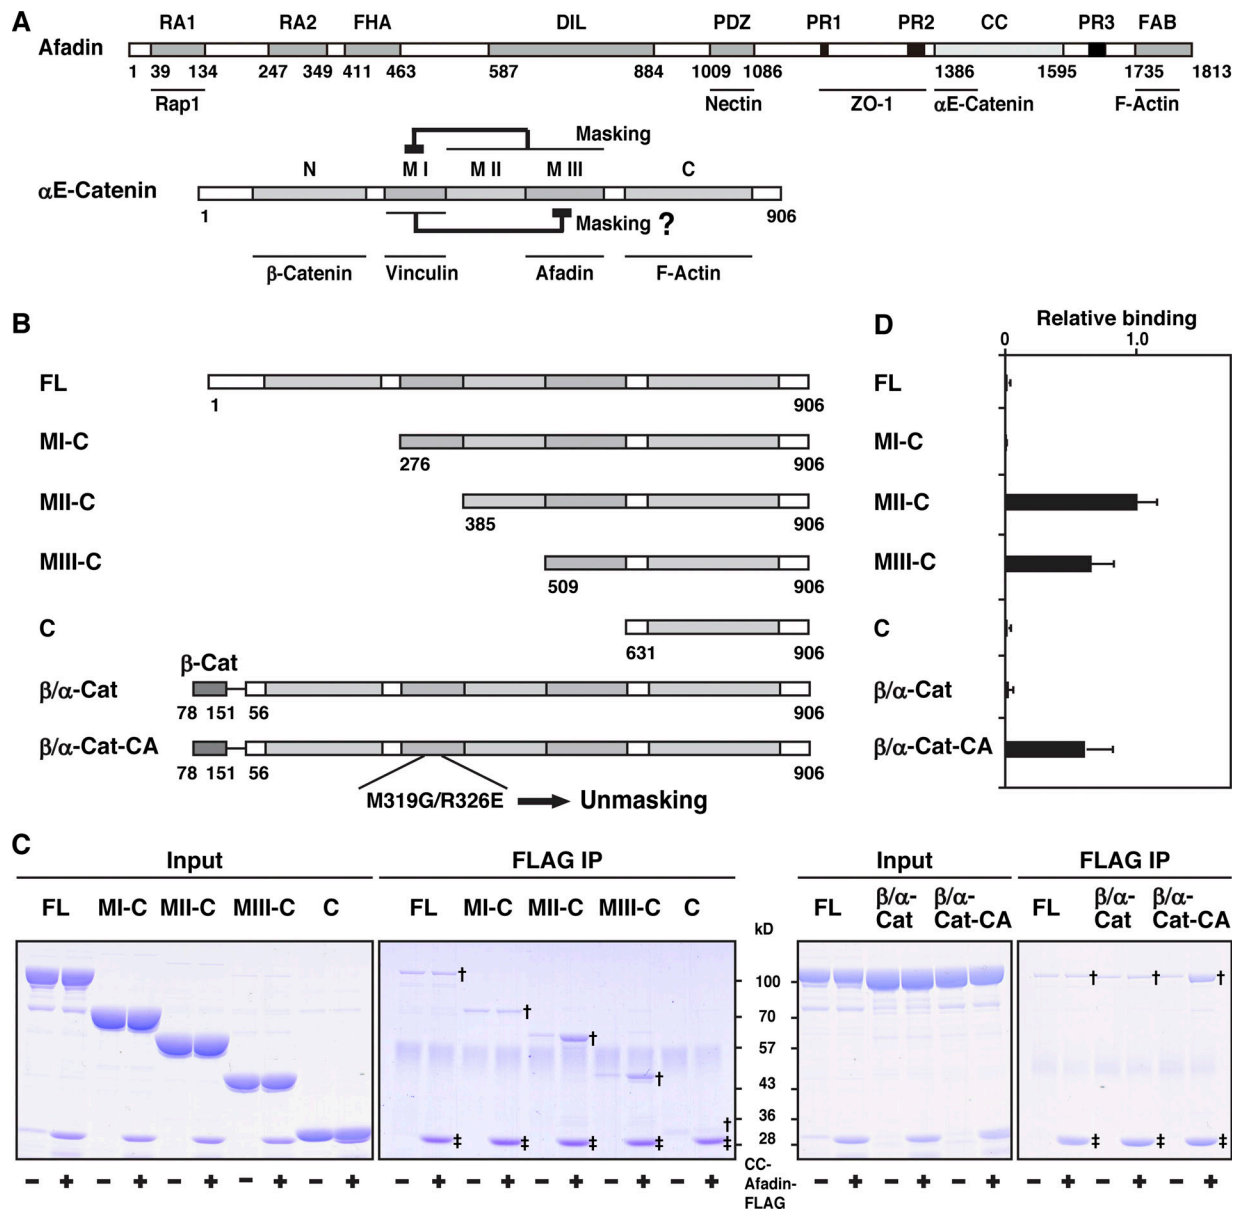 A
RA1 RA2 FHA DIL PDZ PR1 PR2 CC PR3 FAB
Afadin
1 39 134 247 349 411 463 587 884 1009 1086 1386 1595 1735 1813
Rap1 Nectin ZO-1 αE-Catenin F-Actin
Masking
N M I M II M III C
αE-Catenin
1 906
Masking ?
β-Catenin Vinculin Afadin F-Actin
B
FL
1 906
MI-C
276 906
MII-C
385 906
MIII-C
509 906
C
631 906
β-Cat
β/α-Cat
78 151 56 906
β/α-Cat-CA
78 151 56 906
M319G/R326E Unmasking
D
Relative binding
0 1.0
FL
MI-C
MII-C
MIII-C
C
β/α-Cat
β/α-Cat-CA
C
Input FLAG IP
FL MI-C MII-C MIII-C C FL MI-C MII-C MIII-C C
† † † † †
‡ ‡ ‡ ‡ ‡
− + − + − + − + − + − + − + − + − + − +
kD
100
70
57
43
36
28
CC-
Afadin-
FLAG
Input FLAG IP
FL β/α-Cat β/α-Cat-CA FL β/α-Cat β/α-Cat-CA
† † †
‡ ‡ ‡
− + − + − + − + − + − +